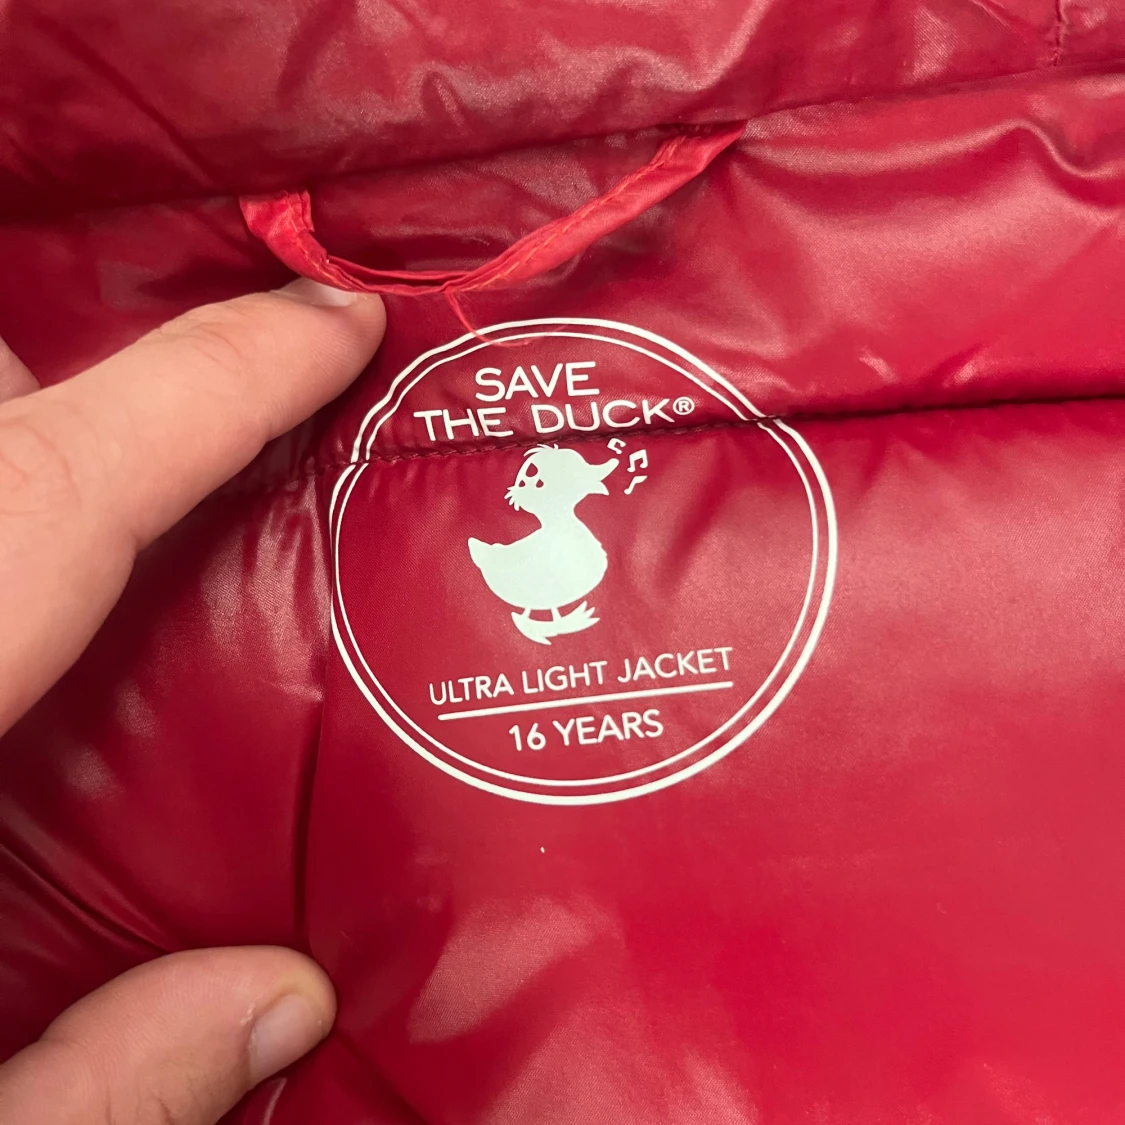 SAVE
THE DUCK®
ULTRA LIGHT JACKET
16 YEARS